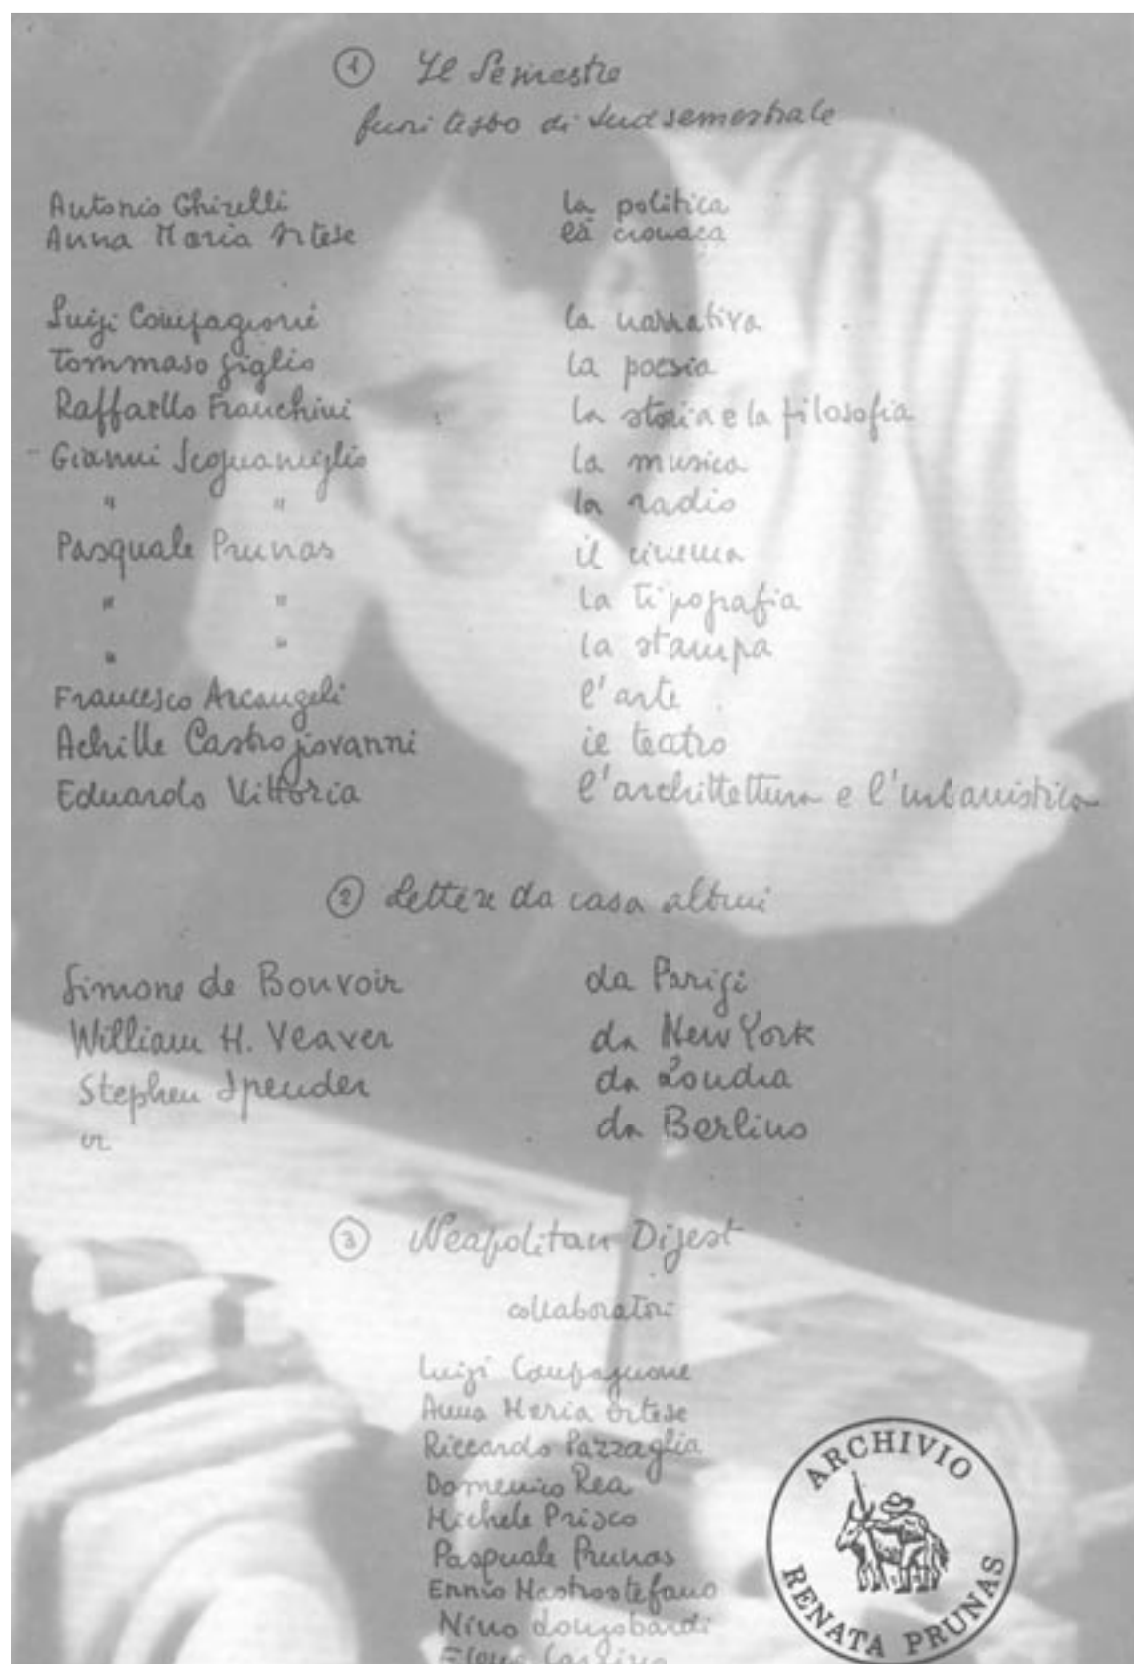 ① Il Semestre
fuori testo di sud semestrale
Antonio Ghirelli la politica
Anna Maria Ortese la cronaca
Luigi Compagnoni la narrativa
Tommaso Giglio la poesia
Raffaello Franchini la storia e la filosofia
- Gianni Scognamiglio la musica
" " la radio
Pasquale Prunas il cinema
" " la tipografia
" " la stampa
Francesco Arcangeli l'arte
Achille Castrogiovanni il teatro
Eduardo Vittoria l'archittettura e l'urbanistica
② Lettere da casa altrui
Simone de Bouvoir da Parigi
William H. Veaver da New York
Stephen Spender da Londra
da Berlino
③ Neapolitan Digest
collaboratori
Luigi Compagnone
Anna Maria Ortese
Riccardo Pazzaglia
Domenico Rea
Michele Prisco
Pasquale Prunas
Ennio Mastrostefano
Nino Longobardi
ARCHIVIO
RENATA PRUNAS